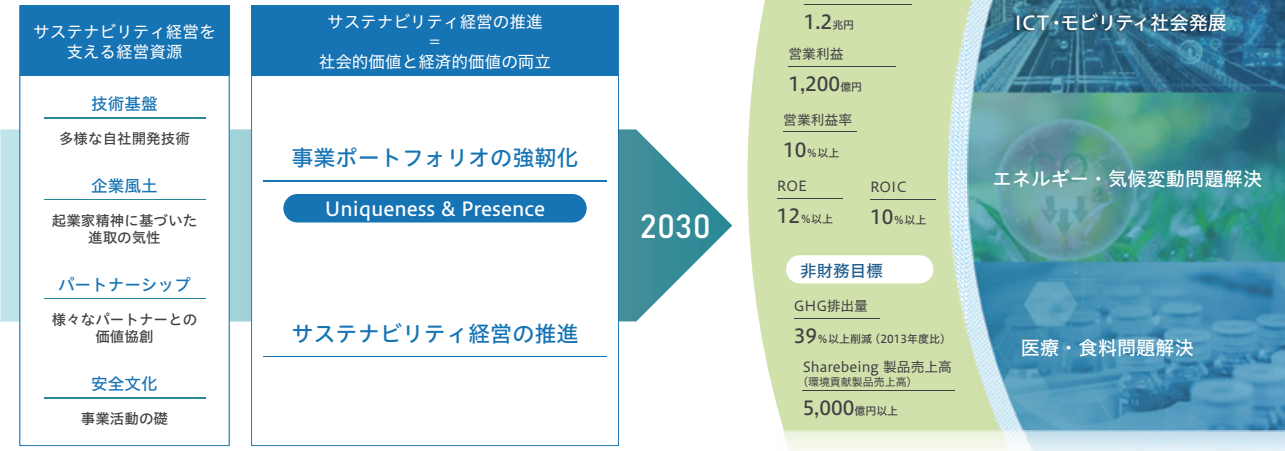 サステナビリティ経営を
支える経営資源
技術基盤
多様な自社開発技術
企業風土
起業家精神に基づいた
進取の気性
パートナーシップ
様々なパートナーとの
価値協創
安全文化
事業活動の礎
サステナビリティ経営の推進
=
社会的価値と経済的価値の両立
事業ポートフォリオの強靭化
Uniqueness & Presence
サステナビリティ経営の推進
2030
1.2兆円
営業利益
1,200億円
営業利益率
10%以上
ROE ROIC
12%以上 10%以上
非財務目標
GHG排出量
39%以上削減（2013年度比）
Sharebeing 製品売上高
（環境貢献製品売上高）
5,000億円以上
ICT・モビリティ社会発展
エネルギー・気候変動問題解決
医療・食料問題解決